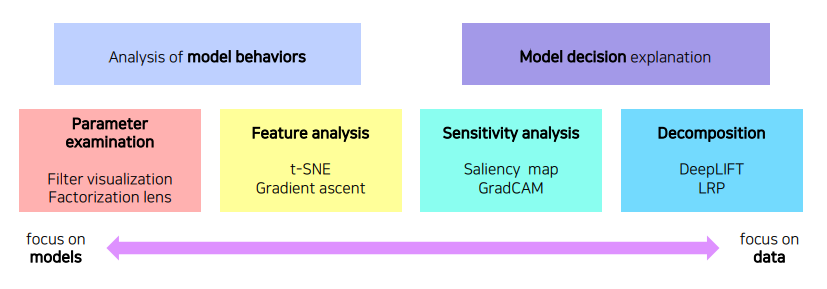 Analysis of model behaviors
Model decision explanation
Parameter
examination
Filter visualization
Factorization lens
Feature analysis
t-SNE
Gradient ascent
Sensitivity analysis
Saliency map
GradCAM
Decomposition
DeepLIFT
LRP
focus on
models
focus on
data